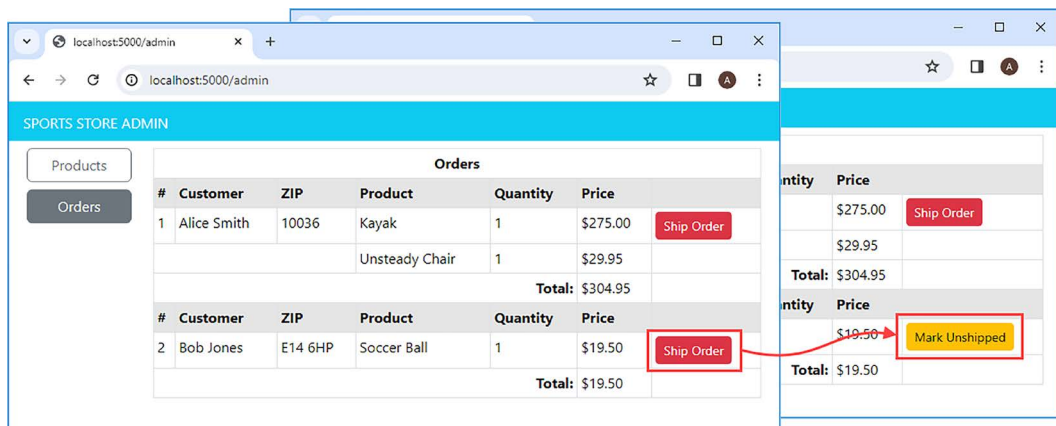 localhost:5000/admin
localhost:5000/admin
A
A
SPORTS STORE ADMIN
Products
Orders
Orders
# Customer ZIP Product Quantity Price
1 Alice Smith 10036 Kayak 1 $275.00 Ship Order
Unsteady Chair 1 $29.95
Total: $304.95
# Customer ZIP Product Quantity Price
2 Bob Jones E14 6HP Soccer Ball 1 $19.50 Ship Order
Total: $19.50
ntity Price
$275.00 Ship Order
$29.95
Total: $304.95
ntity Price
$19.50 Mark Unshipped
Total: $19.50